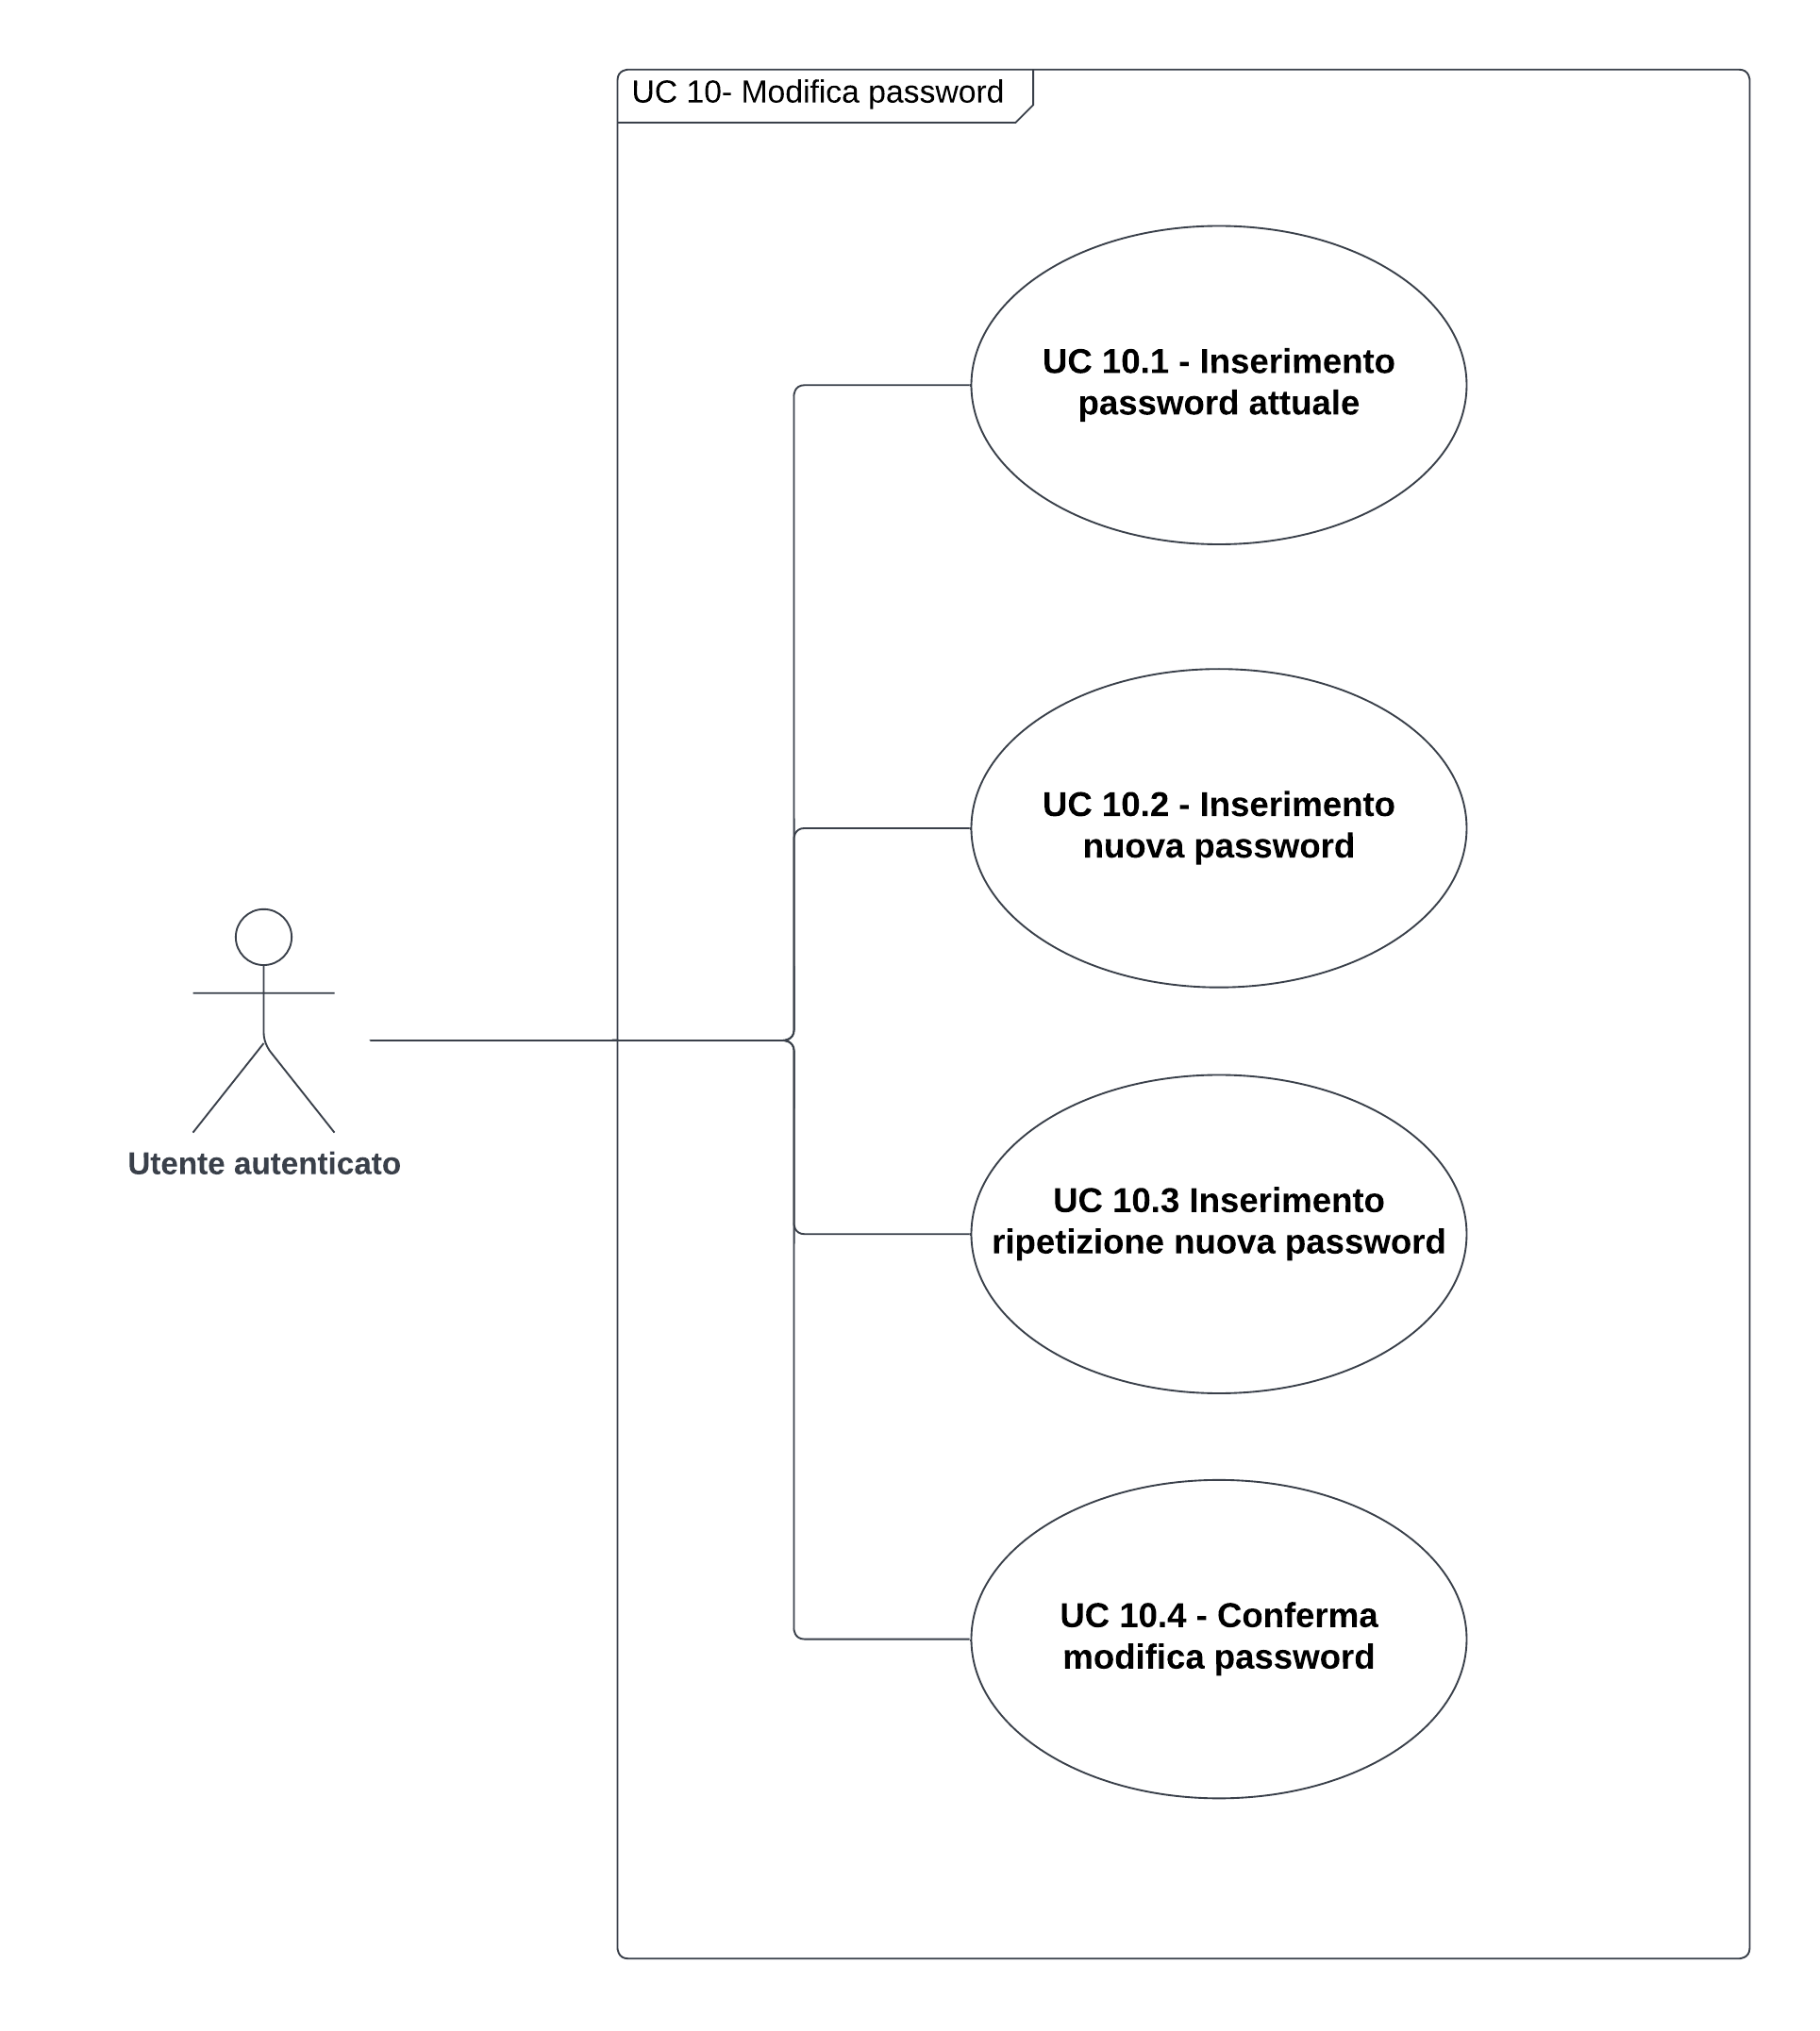 UC 10- Modifica password
UC 10.1 - Inserimento
password attuale
UC 10.2 - Inserimento
nuova password
Utente autenticato
UC 10.3 Inserimento
ripetizione nuova password
UC 10.4 - Conferma
modifica password